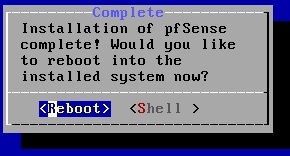 Complete
Installation of pfSense
complete! Would you like
to reboot into the
installed system now?
<Reboot> <Shell >